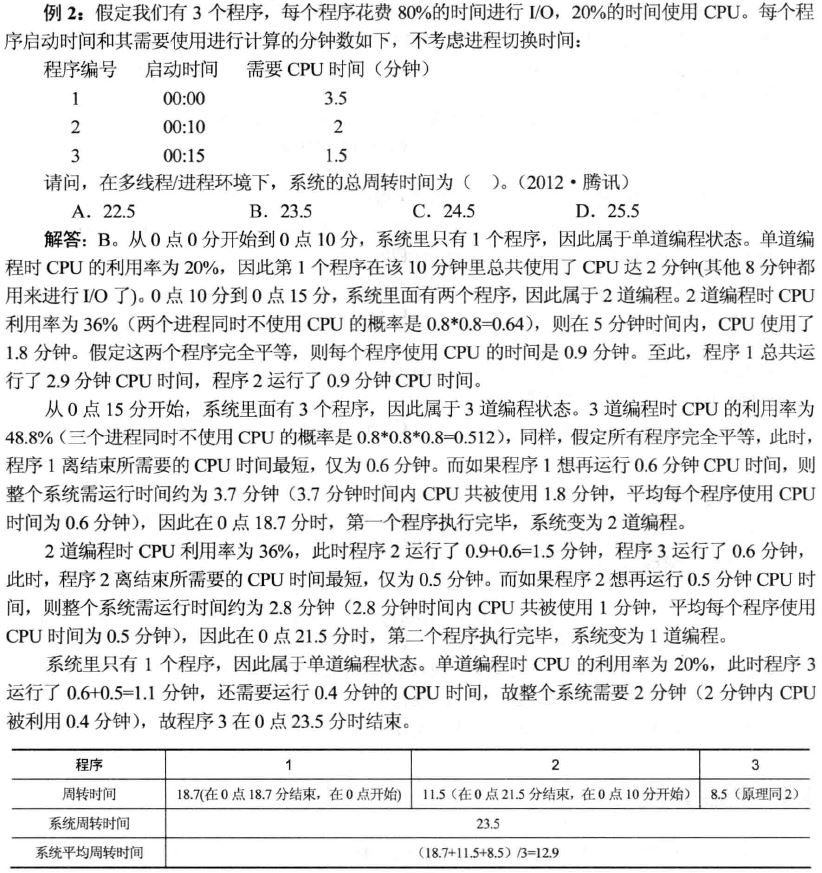 例 2：假定我们有 3 个程序，每个程序花费 80%的时间进行 I/O，20%的时间使用 CPU。每个程
序启动时间和其需要使用进行计算的分钟数如下，不考虑进程切换时间：
程序编号 启动时间 需要 CPU 时间（分钟）
1 00:00 3.5
2 00:10 2
3 00:15 1.5
请问，在多线程/进程环境下，系统的总周转时间为（ ）。（2012·腾讯）
A．22.5 B．23.5 C．24.5 D．25.5
解答：B。从 0 点 0 分开始到 0 点 10 分，系统里只有 1 个程序，因此属于单道编程状态。单道编
程时 CPU 的利用率为 20%，因此第 1 个程序在该 10 分钟里总共使用了 CPU 达 2 分钟(其他 8 分钟都
用来进行 I/O 了)。0 点 10 分到 0 点 15 分，系统里面有两个程序，因此属于 2 道编程。2 道编程时 CPU
利用率为 36%（两个进程同时不使用 CPU 的概率是 0.8*0.8=0.64），则在 5 分钟时间内，CPU 使用了
1.8 分钟。假定这两个程序完全平等，则每个程序使用 CPU 的时间是 0.9 分钟。至此，程序 1 总共运
行了 2.9 分钟 CPU 时间，程序 2 运行了 0.9 分钟 CPU 时间。
从 0 点 15 分开始，系统里面有 3 个程序，因此属于 3 道编程状态。3 道编程时 CPU 的利用率为
48.8%（三个进程同时不使用 CPU 的概率是 0.8*0.8*0.8=0.512），同样，假定所有程序完全平等，此时，
程序 1 离结束所需要的 CPU 时间最短，仅为 0.6 分钟。而如果程序 1 想再运行 0.6 分钟 CPU 时间，则
整个系统需运行时间约为 3.7 分钟（3.7 分钟时间内 CPU 共被使用 1.8 分钟，平均每个程序使用 CPU
时间为 0.6 分钟），因此在 0 点 18.7 分时，第一个程序执行完毕，系统变为 2 道编程。
2 道编程时 CPU 利用率为 36%，此时程序 2 运行了 0.9+0.6=1.5 分钟，程序 3 运行了 0.6 分钟，
此时，程序 2 离结束所需要的 CPU 时间最短，仅为 0.5 分钟。而如果程序 2 想再运行 0.5 分钟 CPU 时
间，则整个系统需运行时间约为 2.8 分钟（2.8 分钟时间内 CPU 共被使用 1 分钟，平均每个程序使用
CPU 时间为 0.5 分钟），因此在 0 点 21.5 分时，第二个程序执行完毕，系统变为 1 道编程。
系统里只有 1 个程序，因此属于单道编程状态。单道编程时 CPU 的利用率为 20%，此时程序 3
运行了 0.6+0.5=1.1 分钟，还需要运行 0.4 分钟的 CPU 时间，故整个系统需要 2 分钟（2 分钟内 CPU
被利用 0.4 分钟），故程序 3 在 0 点 23.5 分时结束。
程序 1 2 3
周转时间 18.7(在 0 点 18.7 分结束，在 0 点开始) 11.5（在 0 点 21.5 分结束，在 0 点 10 分开始） 8.5（原理同 2）
系统周转时间 23.5
系统平均周转时间 （18.7+11.5+8.5）/3=12.9